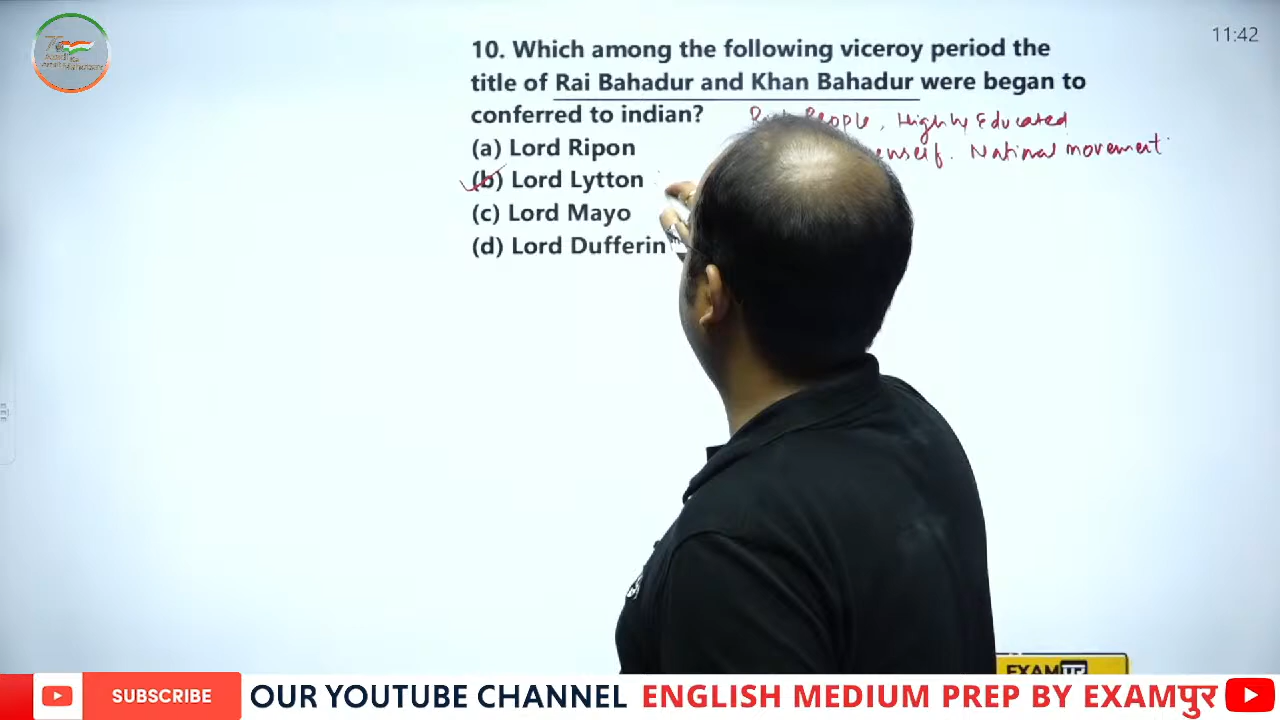 11:42
10. Which among the following viceroy period the
title of Rai Bahadur and Khan Bahadur were began to
conferred to indian?
People, Highly Educated
National movement
(a) Lord Ripon
(b) Lord Lytton
(c) Lord Mayo
(d) Lord Dufferin
EXAMपुर
SUBSCRIBE OUR YOUTUBE CHANNEL ENGLISH MEDIUM PREP BY EXAMपुर